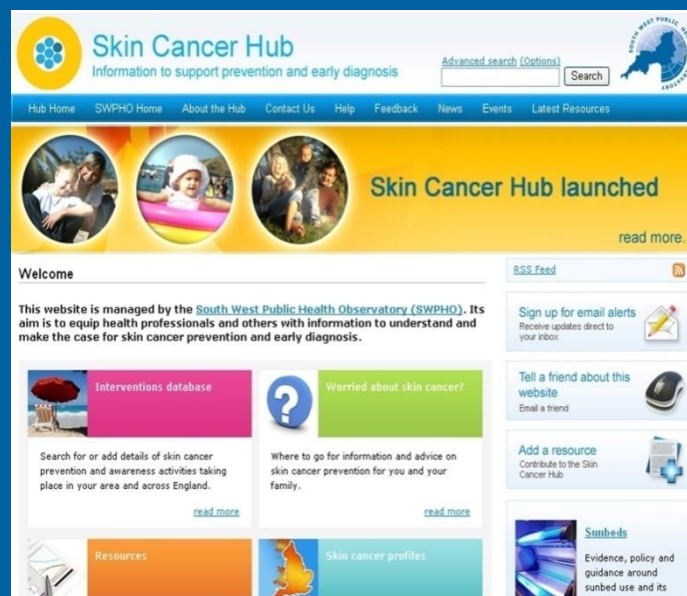 Skin Cancer Hub
Information to support prevention and early diagnosis
Advanced search (Options)
Search
SOUTH WEST PUBLIC
Hub Home SWPHO Home About the Hub Contact Us Help Feedback News Events Latest Resources
Skin Cancer Hub launched
read more.
Welcome
This website is managed by the South West Public Health Observatory (SWPHO). Its
aim is to equip health professionals and others with information to understand and
make the case for skin cancer prevention and early diagnosis.
Interventions database
Search for or add details of skin cancer
prevention and awareness activities taking
place in your area and across England.
read more
Worried about skin cancer?
Where to go for information and advice on
skin cancer prevention for you and your
family.
read more
Resources
Skin cancer profiles
RSS Feed
Sign up for email alerts
Receive updates direct to
your inbox
Tell a friend about this
website
Email a friend
Add a resource
Contribute to the Skin
Cancer Hub
Sunbeds
Evidence, policy and
guidance around
sunbed use and its